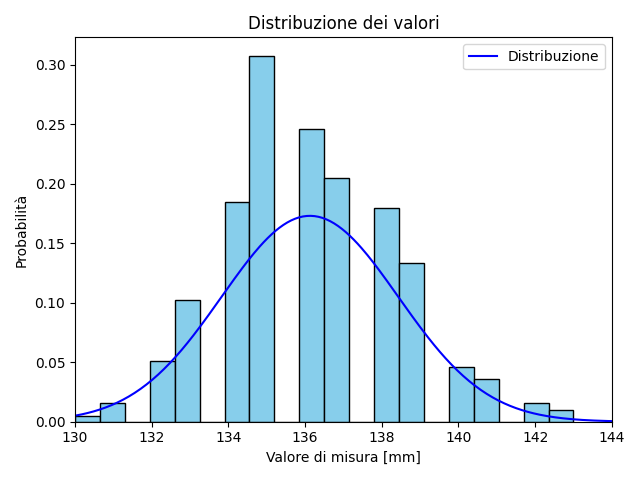 Distribuzione dei valori
Distribuzione
Probabilità
0.30
0.25
0.20
0.15
0.10
0.05
0.00
130 132 134 136 138 140 142 144
Valore di misura [mm]